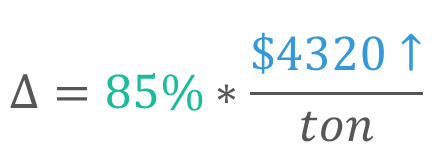 Δ = 85% * $4320↑
ton